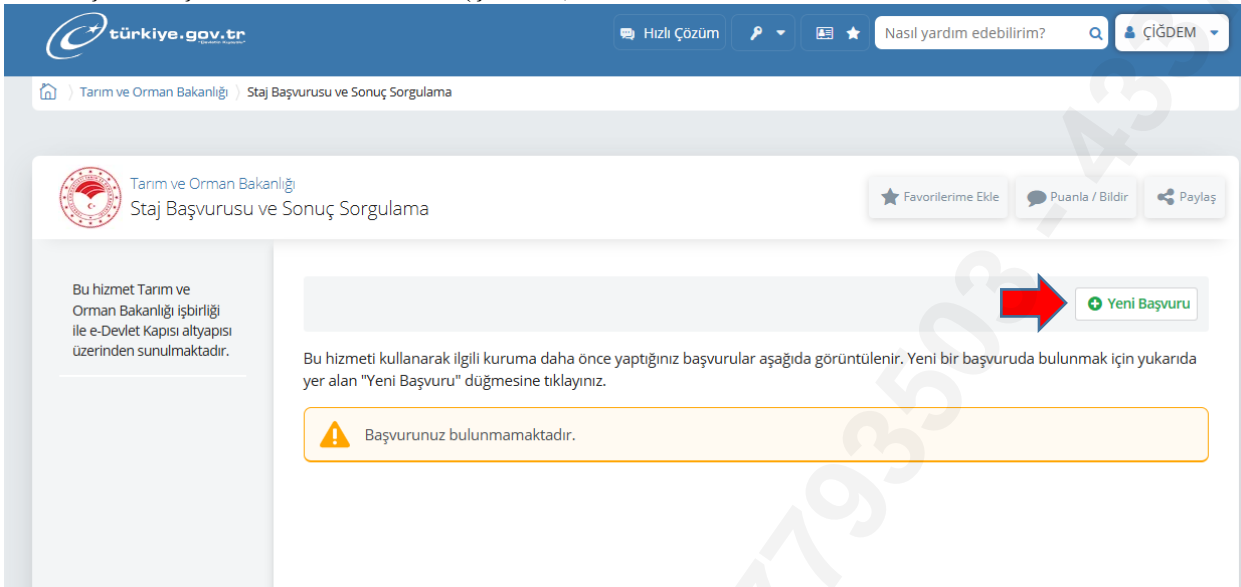 türkiye.gov.tr
Hızlı Çözüm
Nasıl yardım edebilirim?
ÇİĞDEM
Tarım ve Orman Bakanlığı
Staj Başvurusu ve Sonuç Sorgulama
Tarım ve Orman Bakanlığı
Staj Başvurusu ve Sonuç Sorgulama
Favorilerime Ekle
Puanla / Bildir
Paylaş
Bu hizmet Tarım ve
Orman Bakanlığı işbirliği
ile e-Devlet Kapısı altyapısı
üzerinden sunulmaktadır.
Yeni Başvuru
Bu hizmeti kullanarak ilgili kuruma daha önce yaptığınız başvurular aşağıda görüntülenir. Yeni bir başvuruda bulunmak için yukarıda
yer alan "Yeni Başvuru" düğmesine tıklayınız.
Başvurunuz bulunmamaktadır.